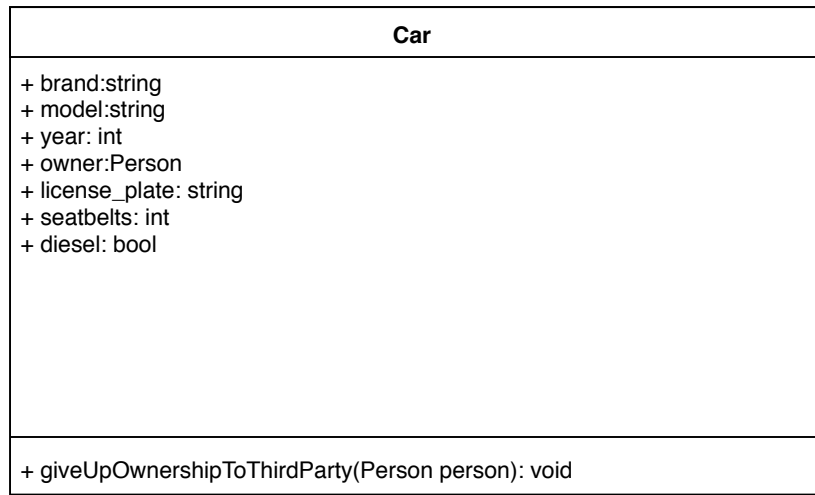 Car
+ brand:string
+ model:string
+ year: int
+ owner:Person
+ license_plate: string
+ seatbelts: int
+ diesel: bool
+ giveUpOwnershipToThirdParty(Person person): void